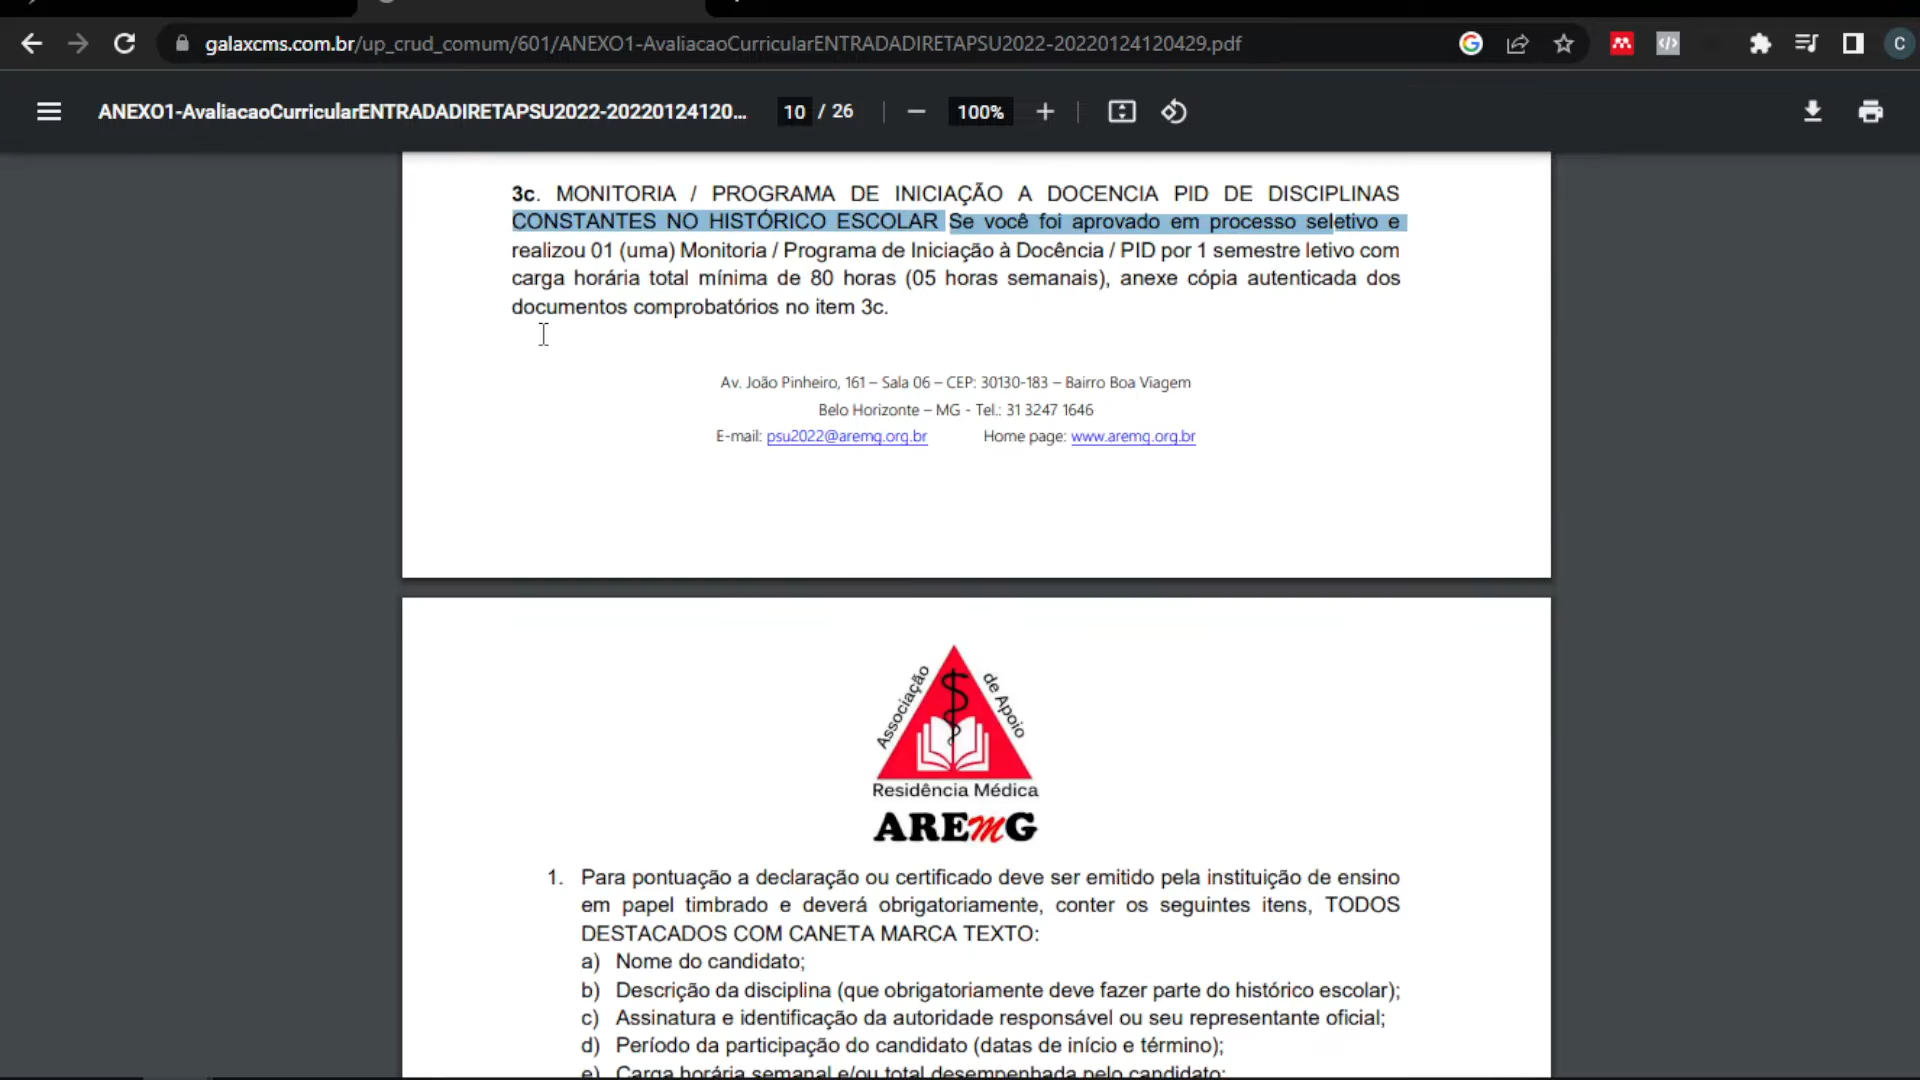 galaxcms.com.br/up_crud_comum/601/ANEXO1-AvaliacaoCurricularENTRADADIRETAPSU2022-20220124120429.pdf
C
ANEXO1-AvaliacaoCurricularENTRADADIRETAPSU2022-20220124120... 10 / 26 100%
3c. MONITORIA / PROGRAMA DE INICIAÇÃO A DOCENCIA PID DE DISCIPLINAS
CONSTANTES NO HISTÓRICO ESCOLAR Se você foi aprovado em processo seletivo e
realizou 01 (uma) Monitoria / Programa de Iniciação à Docência / PID por 1 semestre letivo com
carga horária total mínima de 80 horas (05 horas semanais), anexe cópia autenticada dos
documentos comprobatórios no item 3c.
Av. João Pinheiro, 161 – Sala 06 – CEP: 30130-183 – Bairro Boa Viagem
Belo Horizonte – MG - Tel.: 31 3247 1646
E-mail: psu2022@aremg.org.br Home page: www.aremg.org.br
Associação de Apoio
Residência Médica
AREMG
1. Para pontuação a declaração ou certificado deve ser emitido pela instituição de ensino
em papel timbrado e deverá obrigatoriamente, conter os seguintes itens, TODOS
DESTACADOS COM CANETA MARCA TEXTO:
a) Nome do candidato;
b) Descrição da disciplina (que obrigatoriamente deve fazer parte do histórico escolar);
c) Assinatura e identificação da autoridade responsável ou seu representante oficial;
d) Período da participação do candidato (datas de início e término);
e) Carga horária semanal e/ou total desempenhada pelo candidato;